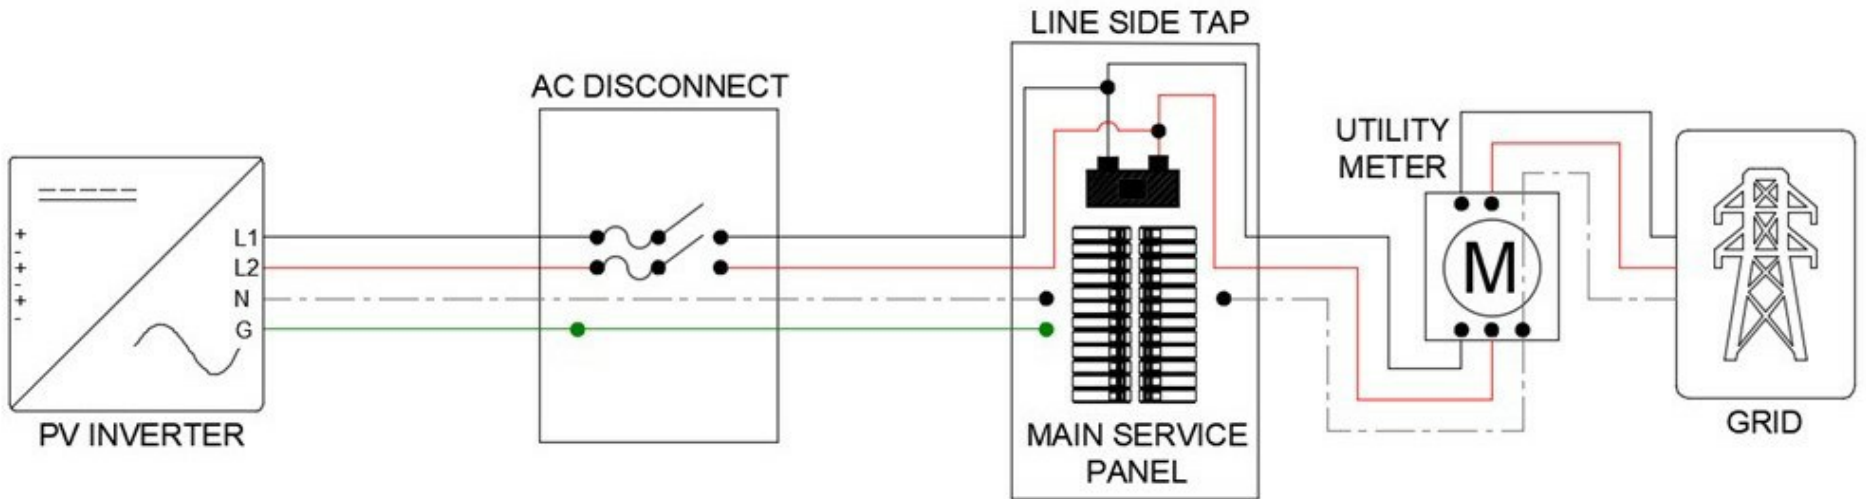 LINE SIDE TAP
AC DISCONNECT
UTILITY
METER
+
-
+
-
+
-
L1
L2
N
G
M
PV INVERTER
MAIN SERVICE
PANEL
GRID